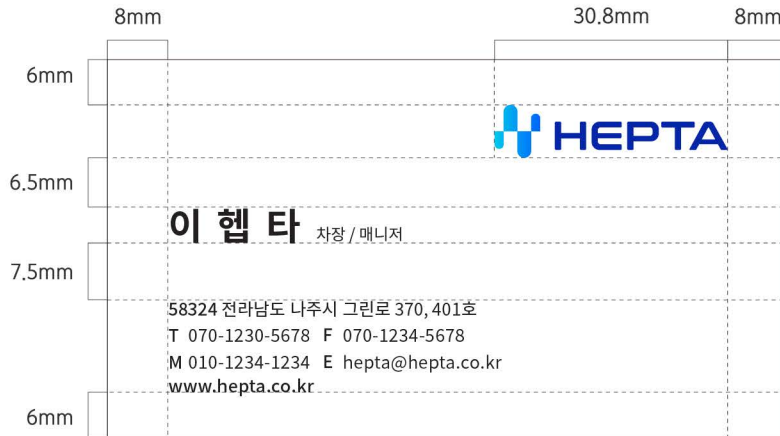 8mm 30.8mm 8mm
6mm
HEPTA
6.5mm
이 헵 타 차장 / 매니저
7.5mm
58324 전라남도 나주시 그린로 370, 401호
T 070-1230-5678 F 070-1234-5678
M 010-1234-1234 E hepta@hepta.co.kr
www.hepta.co.kr
6mm